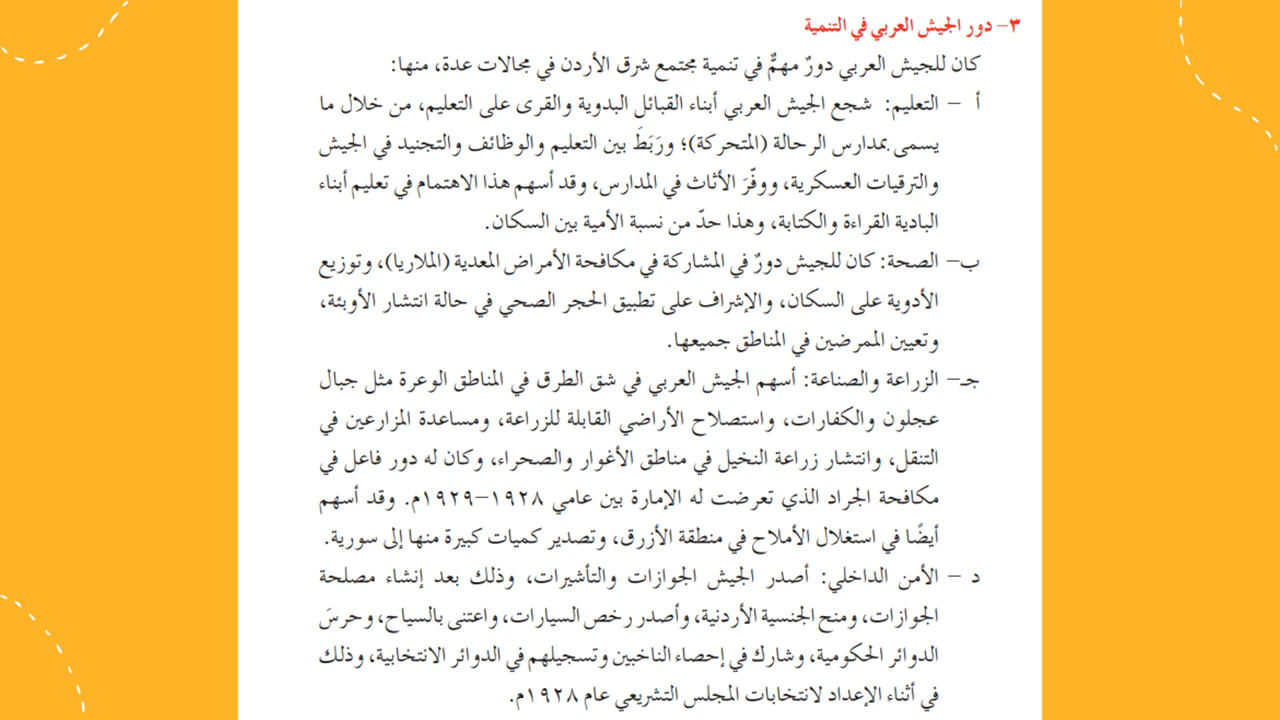 ٣- دور الجيش العربي في التنمية
كان للجيش العربي دورٌ مهمٌّ في تنمية مجتمع شرق الأردن في مجالات عدة، منها:
أ – التعليم: شجع الجيش العربي أبناء القبائل البدوية والقرى على التعليم، من خلال ما
يسمى بمدارس الرحالة (المتحركة)؛ ورَبَطَ بين التعليم والوظائف والتجنيد في الجيش
والترقيات العسكرية، ووفّرَ الأثاث في المدارس، وقد أسهم هذا الاهتمام في تعليم أبناء
البادية القراءة والكتابة، وهذا حدّ من نسبة الأمية بين السكان.
ب– الصحة: كان للجيش دورٌ في المشاركة في مكافحة الأمراض المعدية (الملاريا)، وتوزيع
الأدوية على السكان، والإشراف على تطبيق الحجر الصحي في حالة انتشار الأوبئة،
وتعيين الممرضين في المناطق جميعها.
جـ– الزراعة والصناعة: أسهم الجيش العربي في شق الطرق في المناطق الوعرة مثل جبال
عجلون والكفارات، واستصلاح الأراضي القابلة للزراعة، ومساعدة المزارعين في
التنقل، وانتشار زراعة النخيل في مناطق الأغوار والصحراء، وكان له دور فاعل في
مكافحة الجراد الذي تعرضت له الإمارة بين عامي ١٩٢٨–١٩٢٩م. وقد أسهم
أيضًا في استغلال الأملاح في منطقة الأزرق، وتصدير كميات كبيرة منها إلى سورية.
د – الأمن الداخلي: أصدر الجيش الجوازات والتأشيرات، وذلك بعد إنشاء مصلحة
الجوازات، ومنح الجنسية الأردنية، وأصدر رخص السيارات، واعتنى بالسياح، وحرسَ
الدوائر الحكومية، وشارك في إحصاء الناخبين وتسجيلهم في الدوائر الانتخابية، وذلك
في أثناء الإعداد لانتخابات المجلس التشريعي عام ١٩٢٨م.